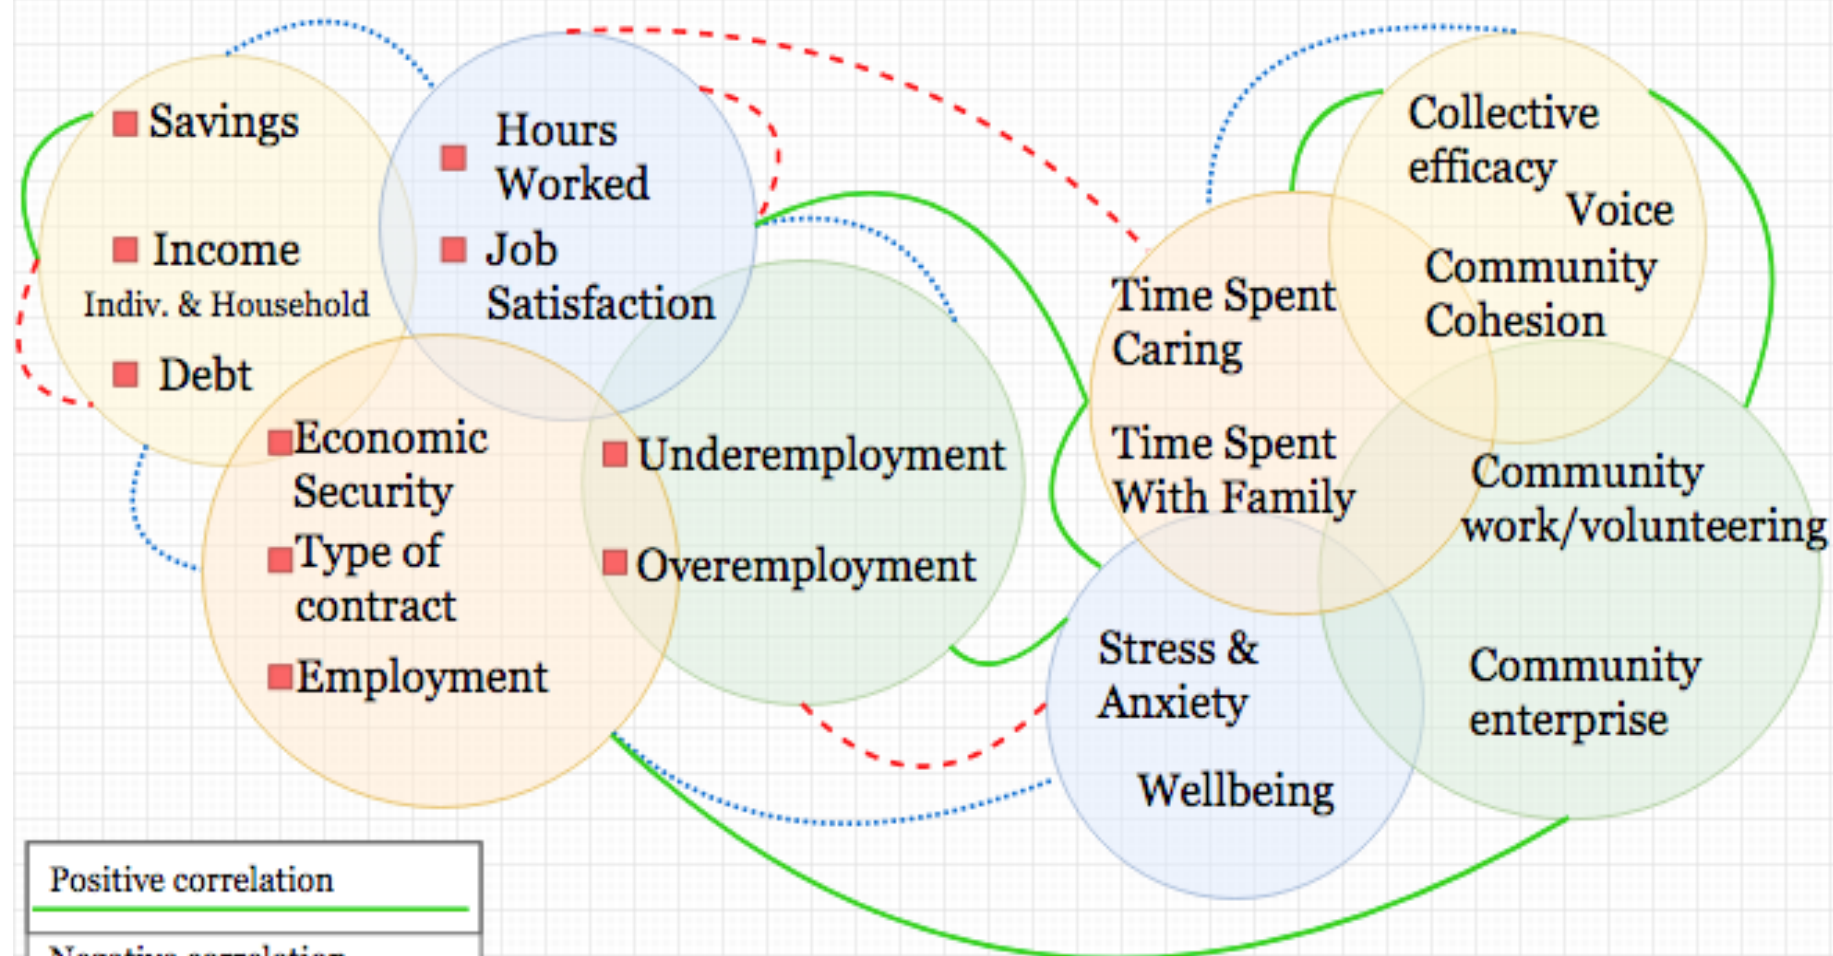 Savings
Income
Indiv. & Household
Debt
Hours
Worked
Job
Satisfaction
Economic
Security
Type of
contract
Employment
Underemployment
Overemployment
Collective
efficacy
Voice
Community
Cohesion
Time Spent
Caring
Time Spent
With Family
Community
work/volunteering
Stress &
Anxiety
Wellbeing
Community
enterprise
Positive correlation
Negative correlation